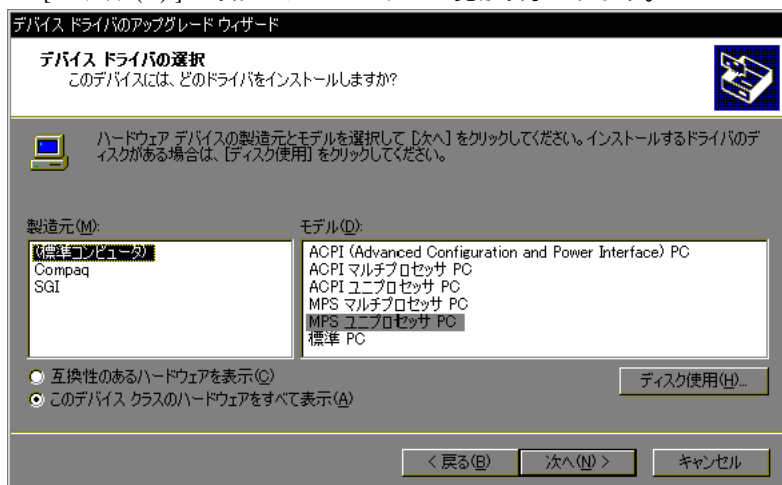 デバイス ドライバのアップグレード ウィザード
デバイス ドライバの選択
このデバイスには、どのドライバをインストールしますか?
ハードウェア デバイスの製造元とモデルを選択して [次へ] をクリックしてください。インストールするドライバのデ
ィスクがある場合は、[ディスク使用] をクリックしてください。
製造元(M):
モデル(D):
(標準コンピュータ)
Compaq
SGI
ACPI (Advanced Configuration and Power Interface) PC
ACPI マルチプロセッサ PC
ACPI ユニプロセッサ PC
MPS マルチプロセッサ PC
MPS ユニプロセッサ PC
標準 PC
互換性のあるハードウェアを表示(C)
このデバイス クラスのハードウェアをすべて表示(A)
ディスク使用(H)...
< 戻る(B)
次へ(N) >
キャンセル